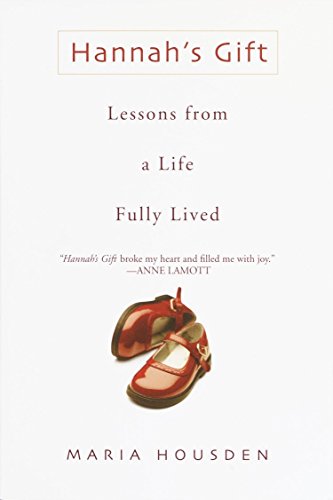 Hannah's Gift
Lessons from
a Life
Fully Lived
"Hannah's Gift broke my heart and filled me with joy."
—ANNE LAMOTT
MARIA HOUSDEN